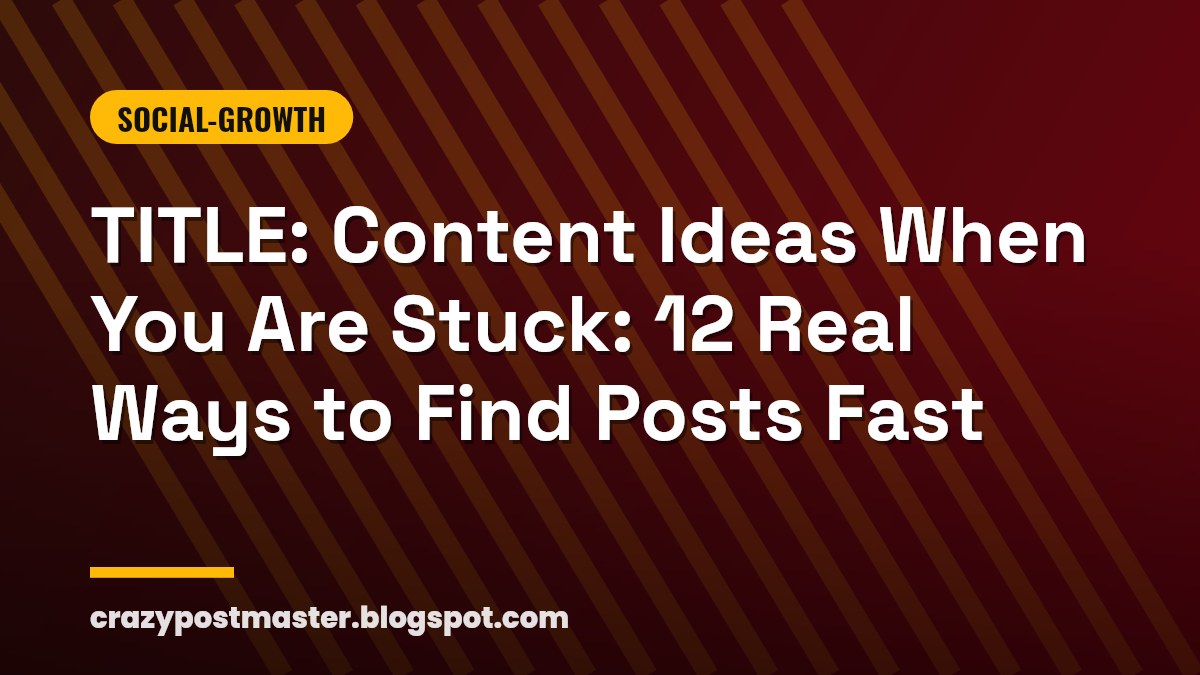 SOCIAL-GROWTH
TITLE: Content Ideas When
You Are Stuck: 12 Real
Ways to Find Posts Fast
crazypostmaster.blogspot.com